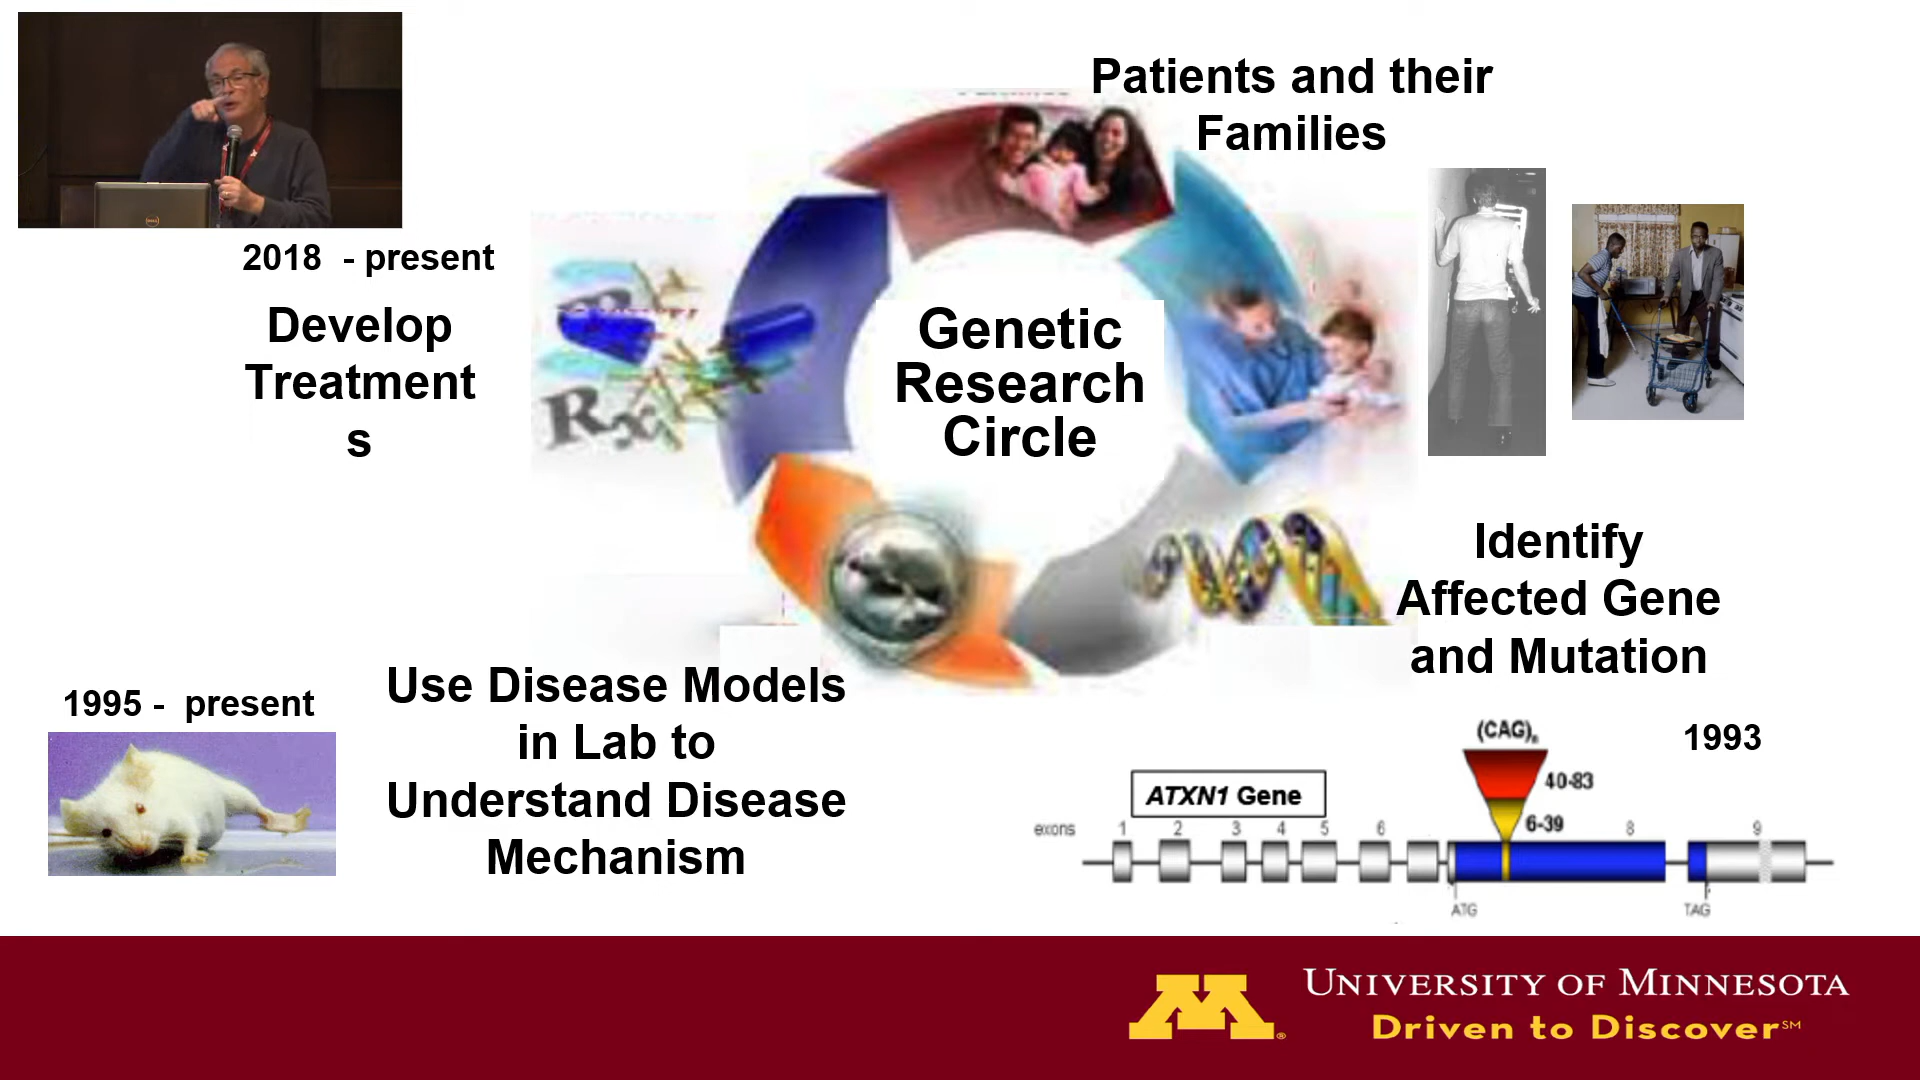 Patients and their
Families
2018 - present
Develop
Treatment
s
Genetic
Research
Circle
Rx
Identify
Affected Gene
and Mutation
1995 - present
Use Disease Models
in Lab to
Understand Disease
Mechanism
1993
(CAG)n
40-83
6-39
ATXN1 Gene
exons 1 2 3 4 5 6 8 9
ATG TAG
M®
UNIVERSITY OF MINNESOTA
Driven to Discover℠